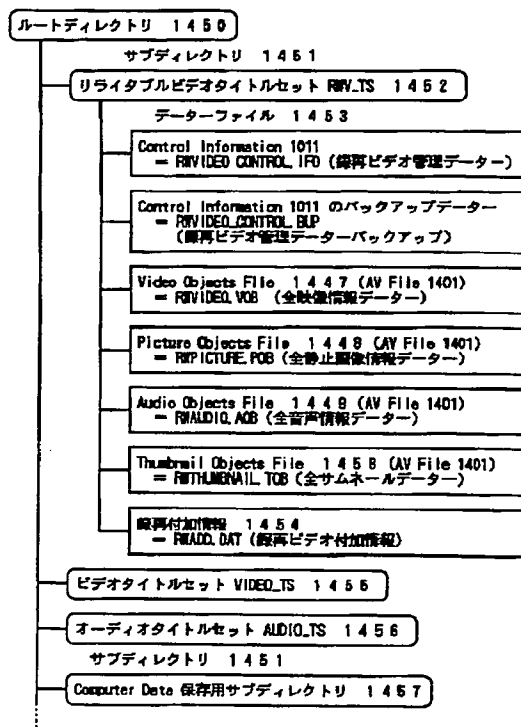 ルートディレクトリ 1450
サブディレクトリ 1451
リライタブルビデオタイトルセット RWV_TS 1452
データーファイル 1453
Control Information 1011
= RWVIDEO_CONTROL.IFO (録再ビデオ管理データー)
Control Information 1011 のバックアップデーター
= RWVIDEO_CONTROL.BUP
(録再ビデオ管理データーバックアップ)
Video Objects File 1447 (AV File 1401)
= RWVIDEO.VOB (全映像情報データー)
Picture Objects File 1448 (AV File 1401)
= RWPICTURE.POB (全静止画像情報データー)
Audio Objects File 1449 (AV File 1401)
= RWAUDIO.AOB (全音声情報データー)
Thumbnail Objects File 1458 (AV File 1401)
= RWTHUMBNAIL.TOB (全サムネールデーター)
録再付加情報 1454
= RWADD.DAT (録再ビデオ付加情報)
ビデオタイトルセット VIDEO_TS 1455
オーディオタイトルセット AUDIO_TS 1456
サブディレクトリ 1451
Computer Data 保存用サブディレクトリ 1457